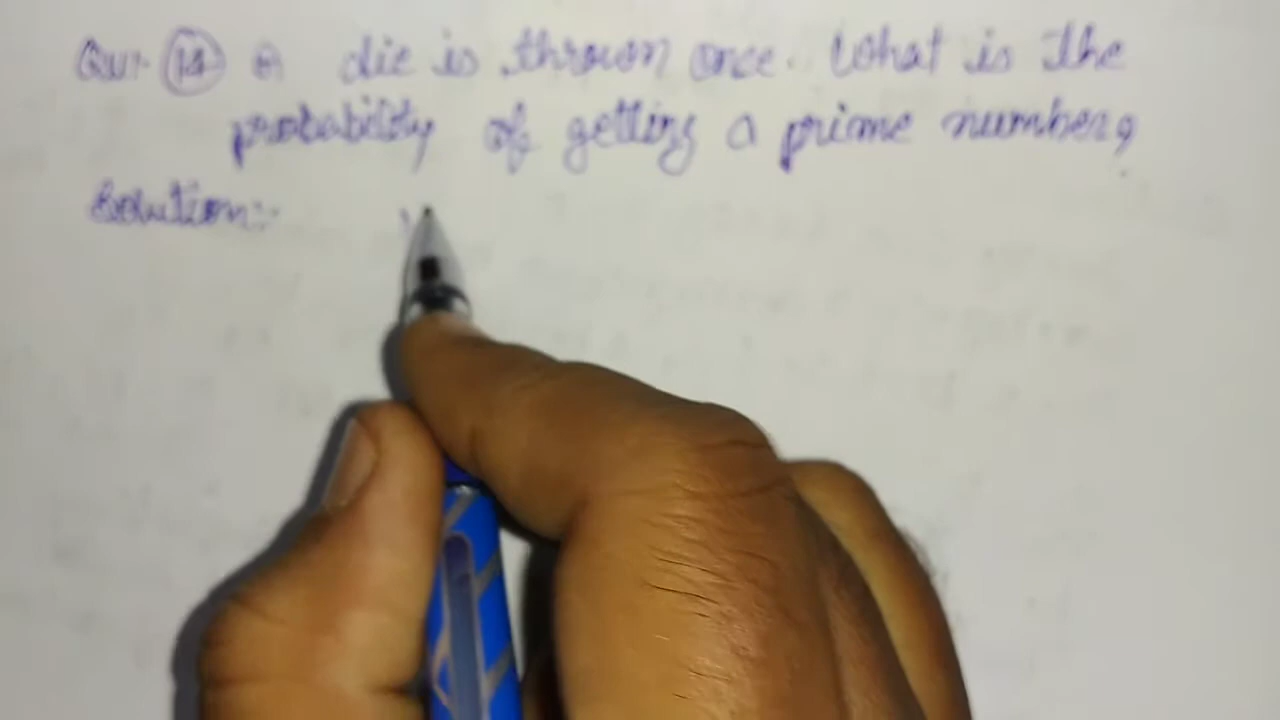 Que:- 14 A die is thrown once. What is the
probability of getting a prime number,
Solution:-